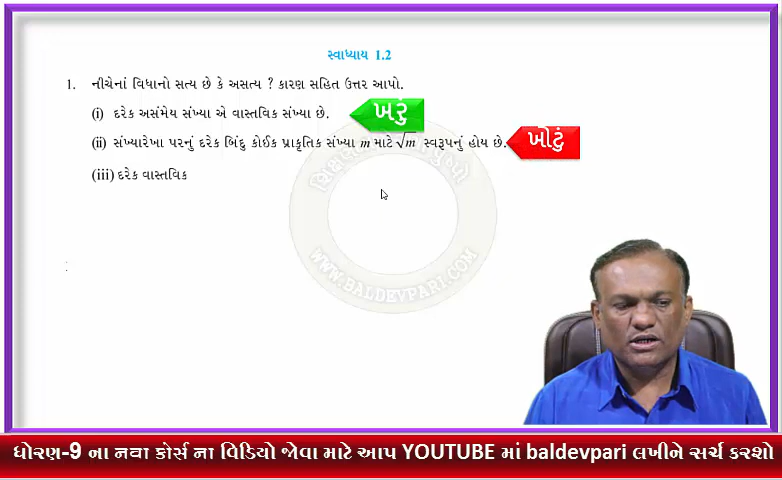 સ્વાધ્યાય 1.2
1. નીચેનાં વિધાનો સત્ય છે કે અસત્ય ? કારણ સહિત ઉત્તર આપો.
(i) દરેક અસંમેય સંખ્યા એ વાસ્તવિક સંખ્યા છે. ખરું
(ii) સંખ્યારેખા પરનું દરેક બિંદુ કોઈક પ્રાકૃતિક સંખ્યા m માટે √m સ્વરૂપનું હોય છે. ખોટું
(iii) દરેક વાસ્તવિક
WWW.BALDEVPARI.COM
ધોરણ-9 ના નવા કોર્સ ના વિડિયો જોવા માટે આપ YOUTUBE માં baldevpari લખીને સર્ચ કરશો